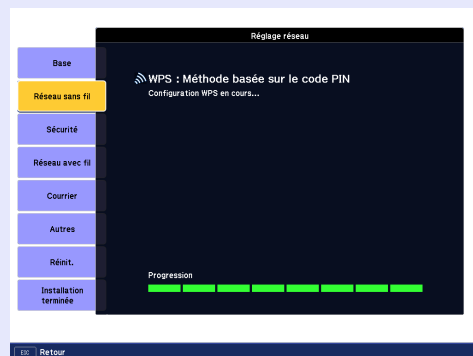 Réglage réseau
Base
Réseau sans fil
Sécurité
Réseau avec fil
Courrier
Autres
Réinit.
Installation
terminée
WPS : Méthode basée sur le code PIN
Configuration WPS en cours...
Progression
ESC Retour